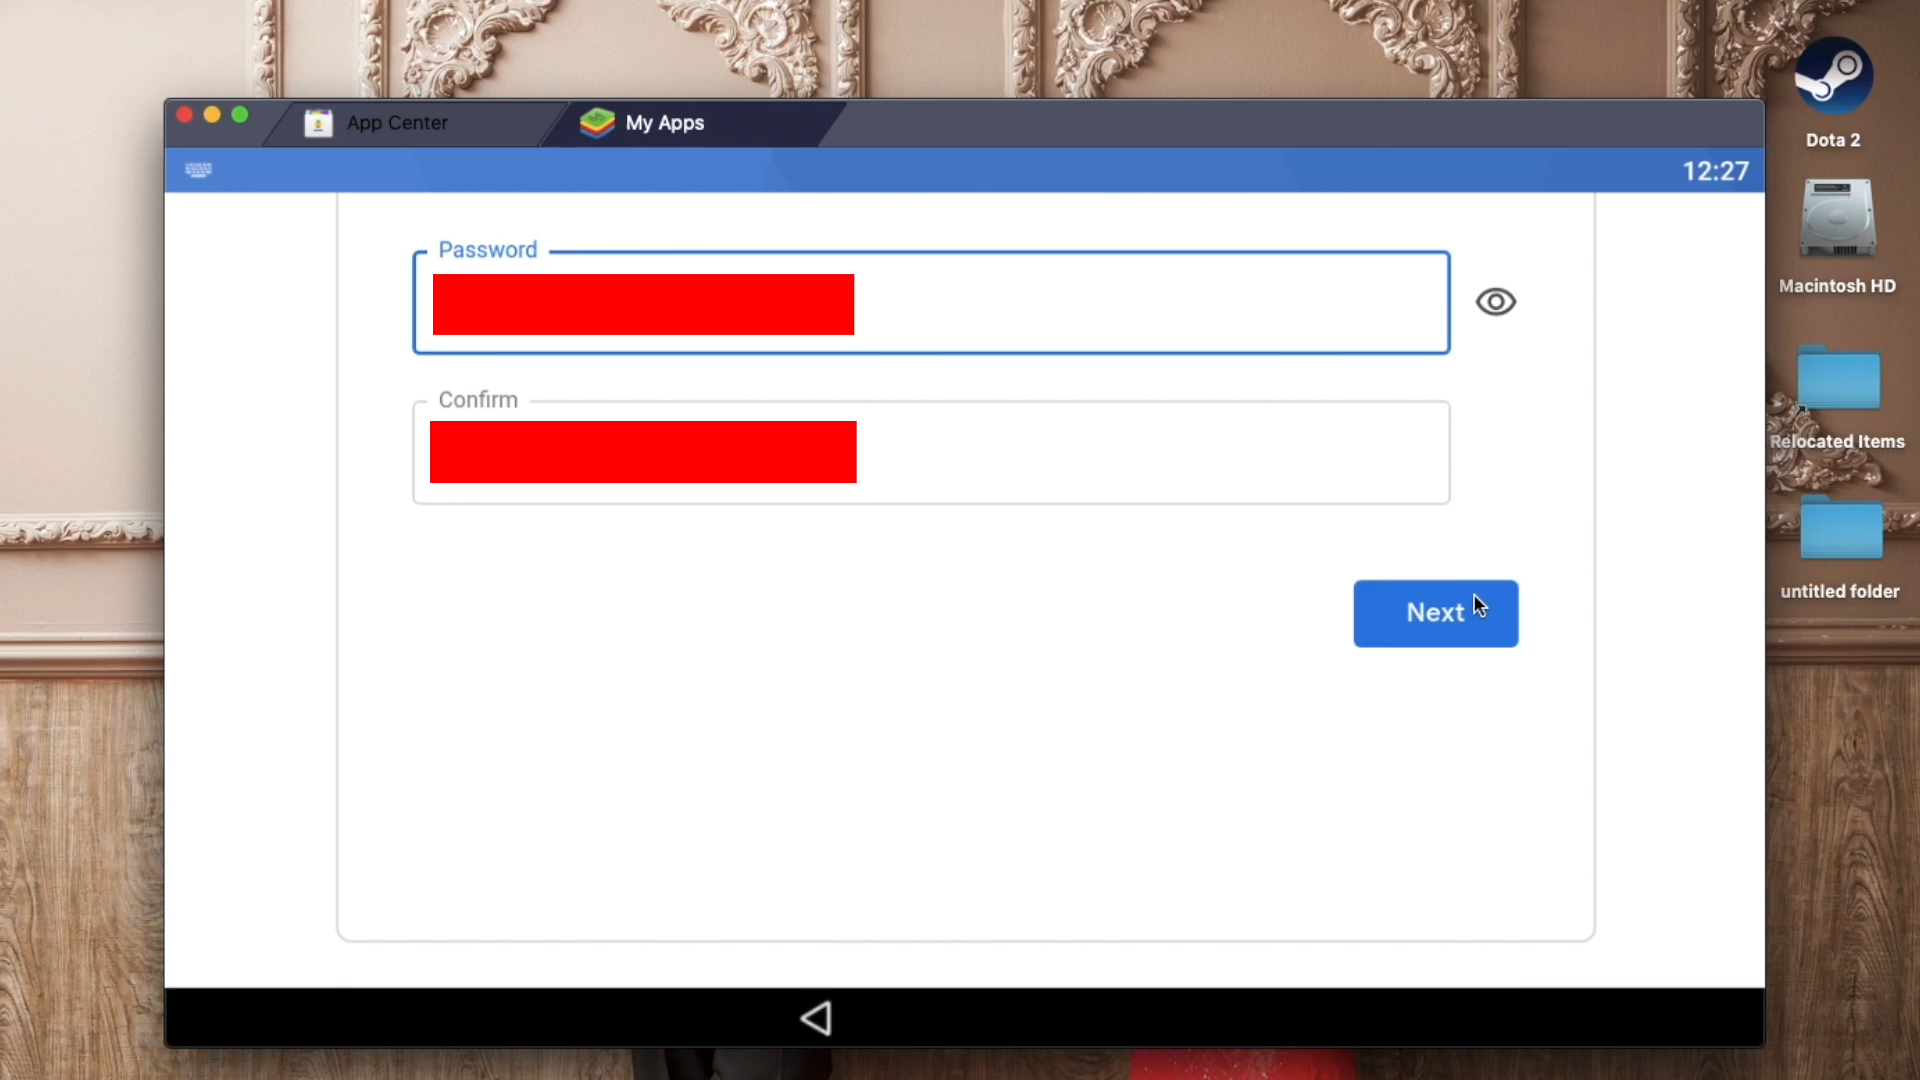 App Center
My Apps
12:27
Password
Confirm
Next
Dota 2
Macintosh HD
Relocated Items
untitled folder